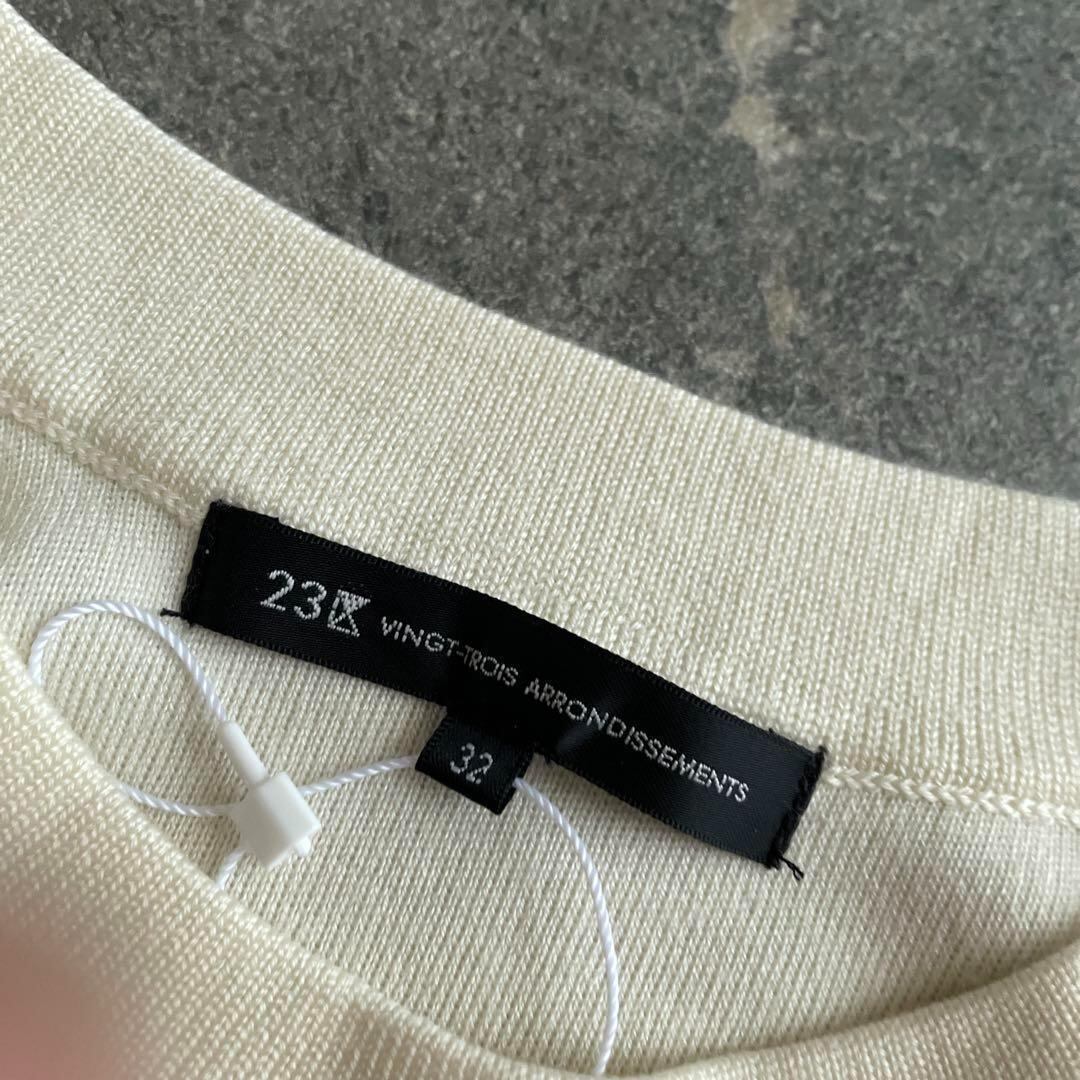 23区 VINGT-TROIS ARRONDISSEMENTS
32